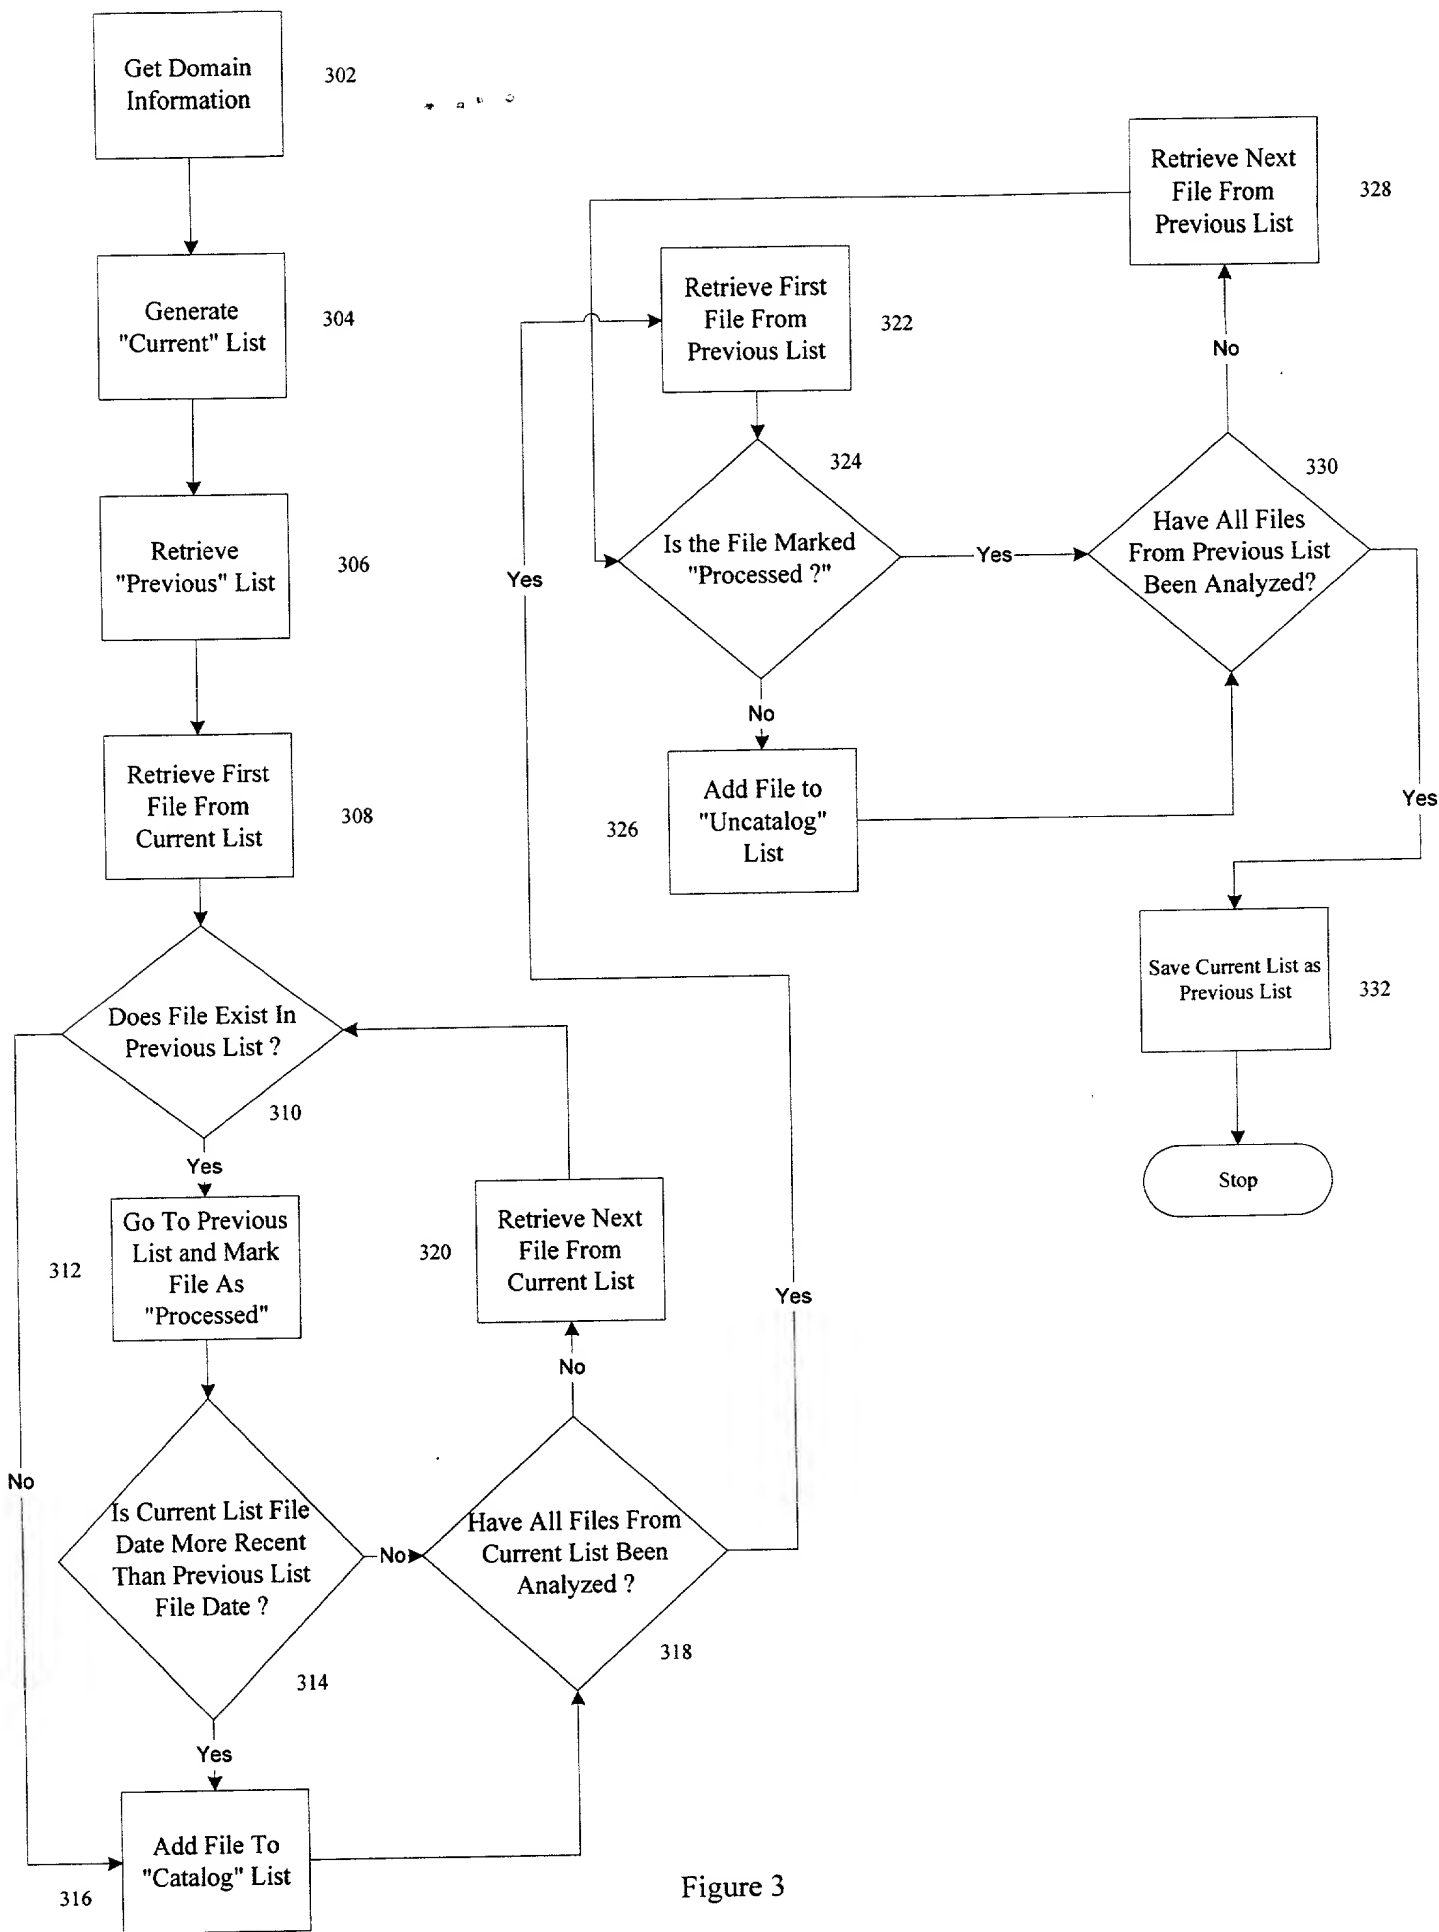 Get Domain
Information
302
Generate
"Current" List
304
Retrieve
"Previous" List
306
Retrieve First
File From
Current List
308
Does File Exist In
Previous List ?
310
Yes
No
Go To Previous
List and Mark
File As
"Processed"
312
Is Current List File
Date More Recent
Than Previous List
File Date ?
314
No
Yes
Add File To
"Catalog" List
316
Have All Files From
Current List Been
Analyzed ?
318
No
Yes
Retrieve Next
File From
Current List
320
Yes
Retrieve First
File From
Previous List
322
Is the File Marked
"Processed ?"
324
Yes
No
Add File to
"Uncatalog"
List
326
Retrieve Next
File From
Previous List
328
No
Have All Files
From Previous List
Been Analyzed?
330
Yes
Save Current List as
Previous List
332
Stop
Figure 3